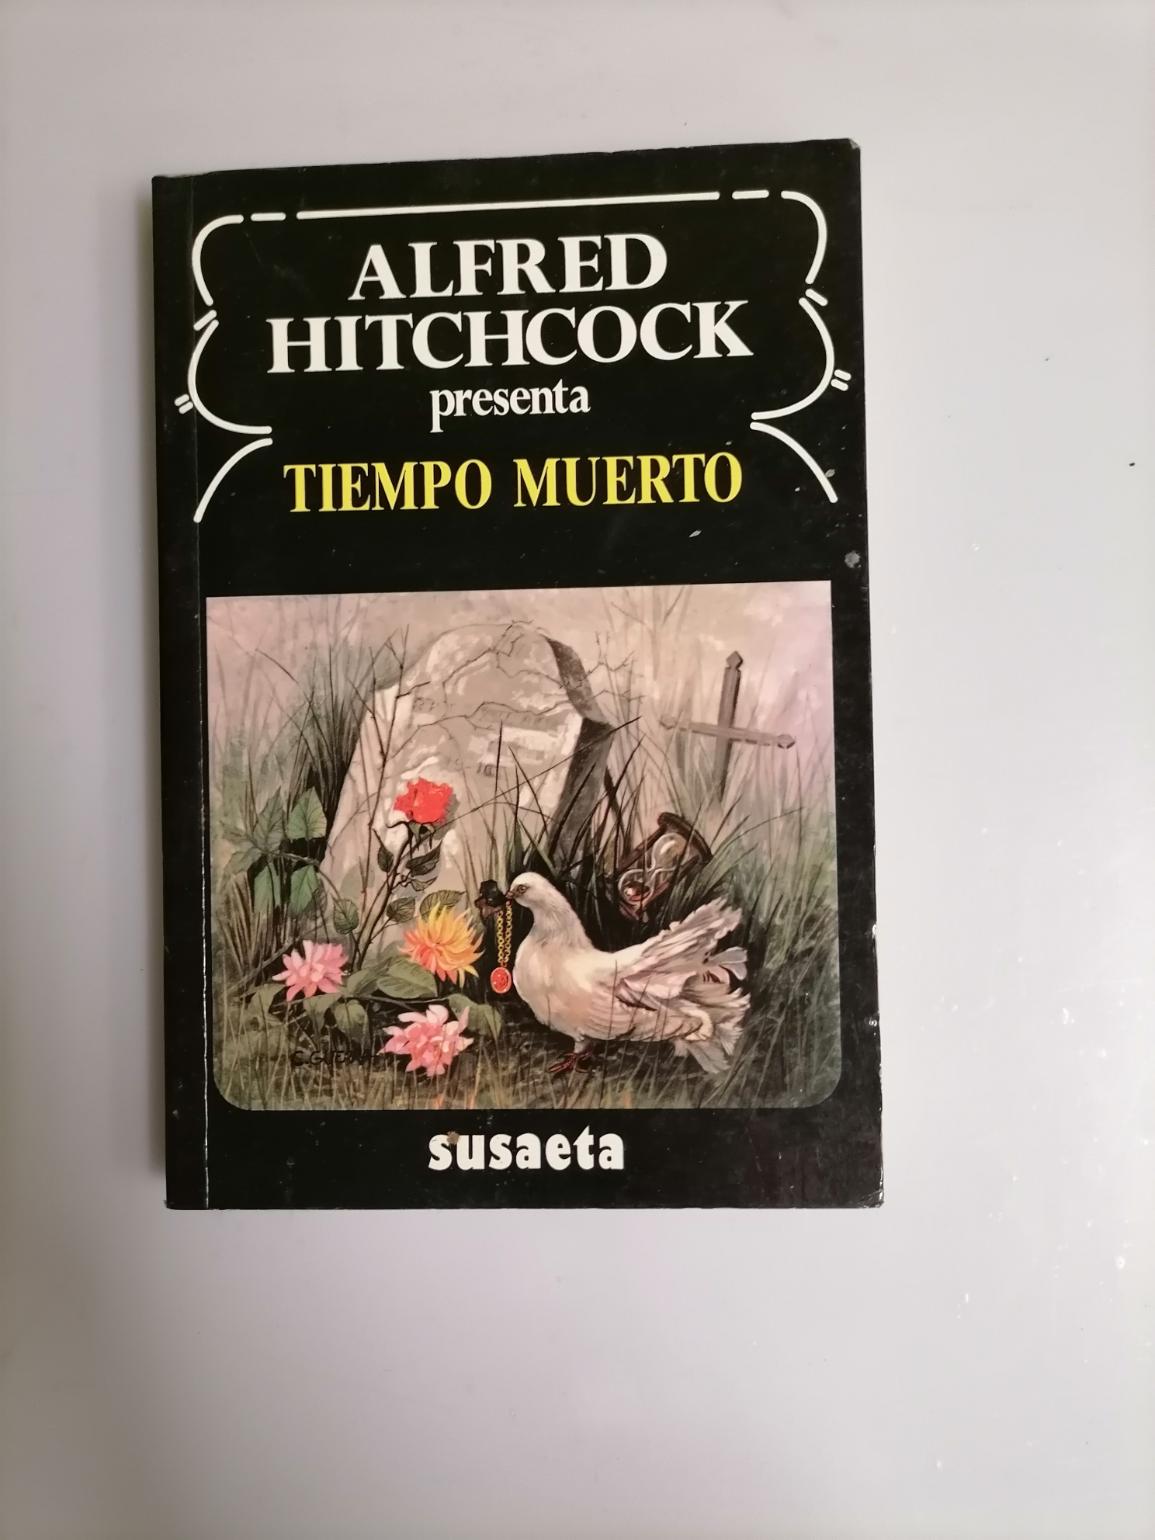 ALFRED
HITCHCOCK
presenta
TIEMPO MUERTO
susaeta